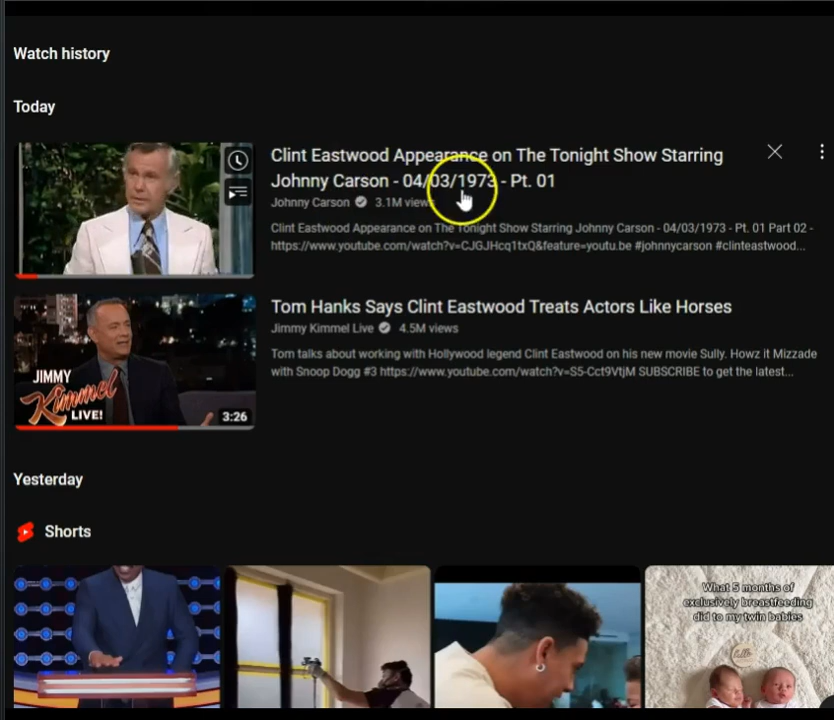 Watch history
Today
Clint Eastwood Appearance on The Tonight Show Starring
Johnny Carson - 04/03/1973 - Pt. 01
Johnny Carson 3.1M views
Clint Eastwood Appearance on The Tonight Show Starring Johnny Carson - 04/03/1973 - Pt. 01 Part 02 -
https://www.youtube.com/watch?v=CJGJHcq1txQ&feature=youtu.be #johnnycarson #clinteastwood...
Tom Hanks Says Clint Eastwood Treats Actors Like Horses
Jimmy Kimmel Live 4.5M views
Tom talks about working with Hollywood legend Clint Eastwood on his new movie Sully. Howz it Mizzade
with Snoop Dogg #3 https://www.youtube.com/watch?v=S5-Cct9VtjM SUBSCRIBE to get the latest...
JIMMY
Kimmel
LIVE!
3:26
Yesterday
Shorts
What 5 months of
exclusively breastfeeding
did to my twin babies